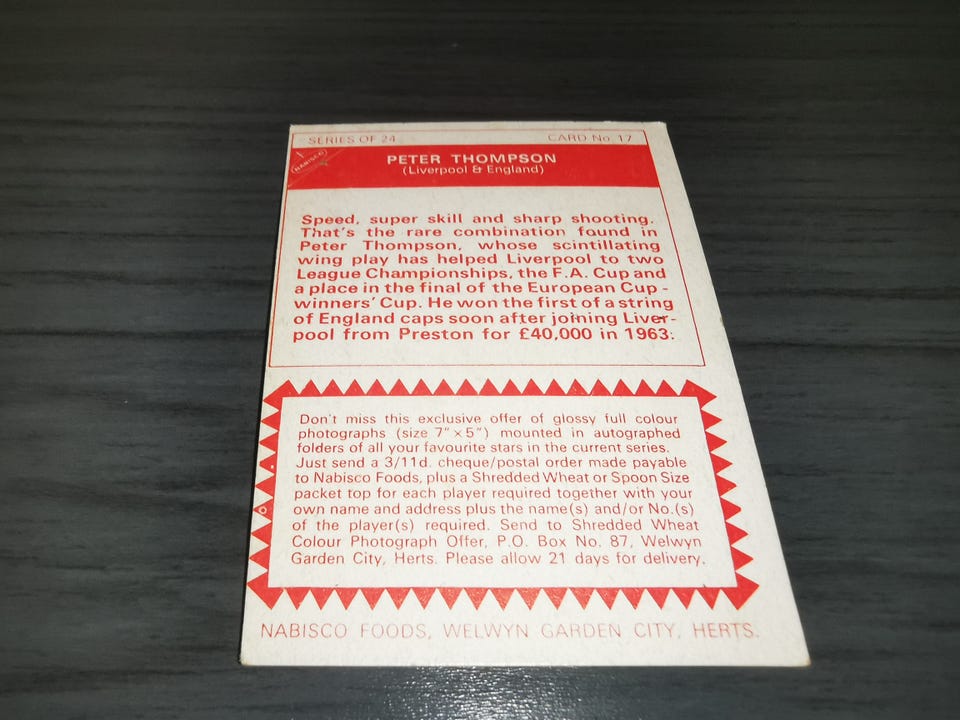 SERIES OF 24 CARD No 17
NABISCO
PETER THOMPSON
(Liverpool & England)
Speed, super skill and sharp shooting.
That's the rare combination found in
Peter Thompson, whose scintillating
wing play has helped Liverpool to two
League Championships, the F.A. Cup and
a place in the final of the European Cup-
winners' Cup. He won the first of a string
of England caps soon after joining Liver-
pool from Preston for £40,000 in 1963.
Don't miss this exclusive offer of glossy full colour
photographs (size 7" x 5") mounted in autographed
folders of all your favourite stars in the current series.
Just send a 3/11d. cheque/postal order made payable
to Nabisco Foods, plus a Shredded Wheat or Spoon Size
packet top for each player required together with your
own name and address plus the name(s) and/or No.(s)
of the player(s) required. Send to Shredded Wheat
Colour Photograph Offer, P.O. Box No. 87, Welwyn
Garden City, Herts. Please allow 21 days for delivery.
NABISCO FOODS, WELWYN GARDEN CITY, HERTS.